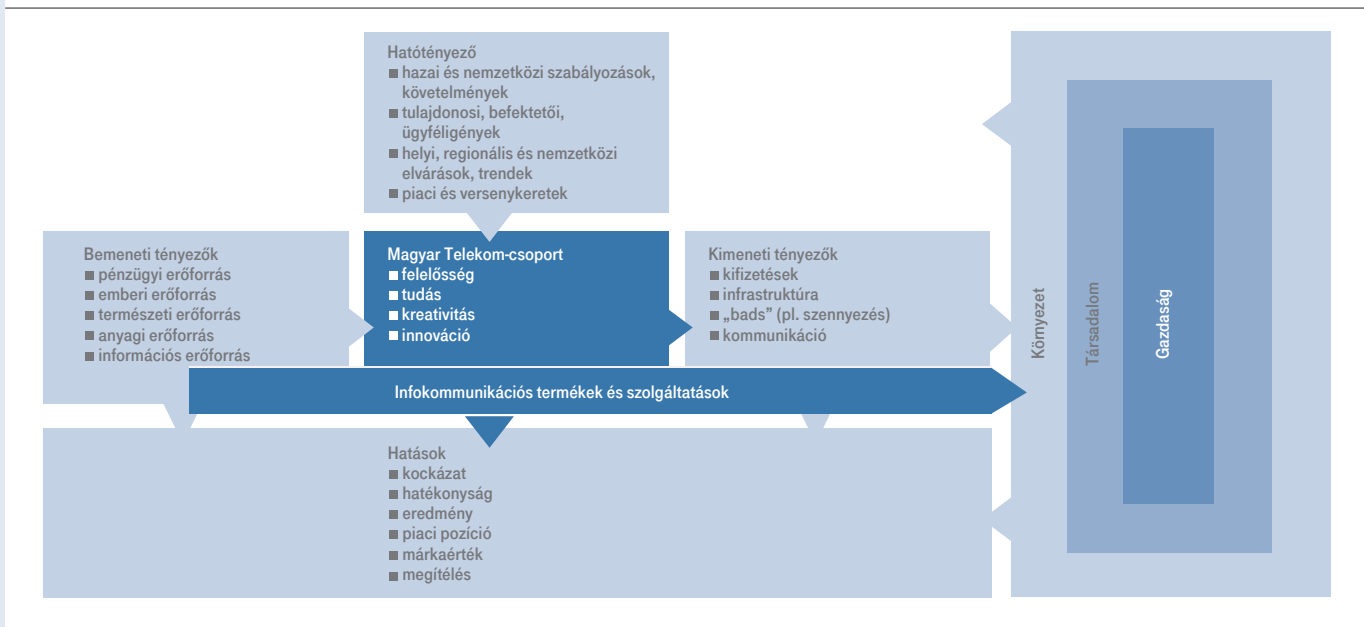 Hatótényező
■ hazai és nemzetközi szabályozások,
követelmények
■ tulajdonosi, befektetői,
ügyféligények
■ helyi, regionális és nemzetközi
elvárások, trendek
■ piaci és versenykeretek
Bemeneti tényezők
■ pénzügyi erőforrás
■ emberi erőforrás
■ természeti erőforrás
■ anyagi erőforrás
■ információs erőforrás
Magyar Telekom-csoport
■ felelősség
■ tudás
■ kreativitás
■ innováció
Kimeneti tényezők
■ kifizetések
■ infrastruktúra
■ „bads” (pl. szennyezés)
■ kommunikáció
Infokommunikációs termékek és szolgáltatások
Hatások
■ kockázat
■ hatékonyság
■ eredmény
■ piaci pozíció
■ márkaérték
■ megítélés
Környezet
Társadalom
Gazdaság